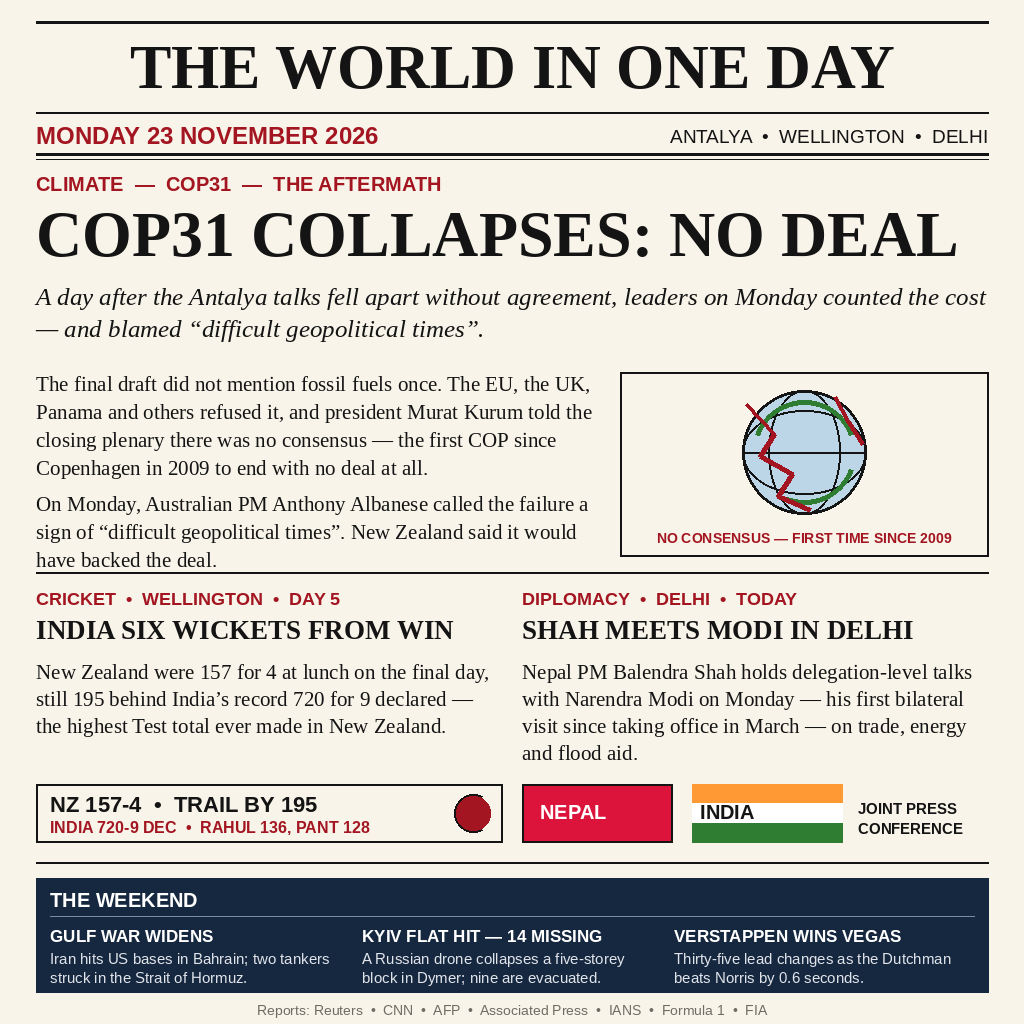 THE WORLD IN ONE DAY
MONDAY 23 NOVEMBER 2026
ANTALYA • WELLINGTON • DELHI
CLIMATE — COP31 — THE AFTERMATH
COP31 COLLAPSES: NO DEAL
A day after the Antalya talks fell apart without agreement, leaders on Monday counted the cost
— and blamed “difficult geopolitical times”.
The final draft did not mention fossil fuels once. The EU, the UK,
Panama and others refused it, and president Murat Kurum told the
closing plenary there was no consensus — the first COP since
Copenhagen in 2009 to end with no deal at all.
On Monday, Australian PM Anthony Albanese called the failure a
sign of “difficult geopolitical times”. New Zealand said it would
have backed the deal.
NO CONSENSUS — FIRST TIME SINCE 2009
CRICKET • WELLINGTON • DAY 5
INDIA SIX WICKETS FROM WIN
New Zealand were 157 for 4 at lunch on the final day,
still 195 behind India’s record 720 for 9 declared —
the highest Test total ever made in New Zealand.
NZ 157-4 • TRAIL BY 195
INDIA 720-9 DEC • RAHUL 136, PANT 128
DIPLOMACY • DELHI • TODAY
SHAH MEETS MODI IN DELHI
Nepal PM Balendra Shah holds delegation-level talks
with Narendra Modi on Monday — his first bilateral
visit since taking office in March — on trade, energy
and flood aid.
NEPAL
INDIA
JOINT PRESS
CONFERENCE
THE WEEKEND
GULF WAR WIDENS
Iran hits US bases in Bahrain; two tankers
struck in the Strait of Hormuz.
KYIV FLAT HIT — 14 MISSING
A Russian drone collapses a five-storey
block in Dymer; nine are evacuated.
VERSTAPPEN WINS VEGAS
Thirty-five lead changes as the Dutchman
beats Norris by 0.6 seconds.
Reports: Reuters • CNN • AFP • Associated Press • IANS • Formula 1 • FIA